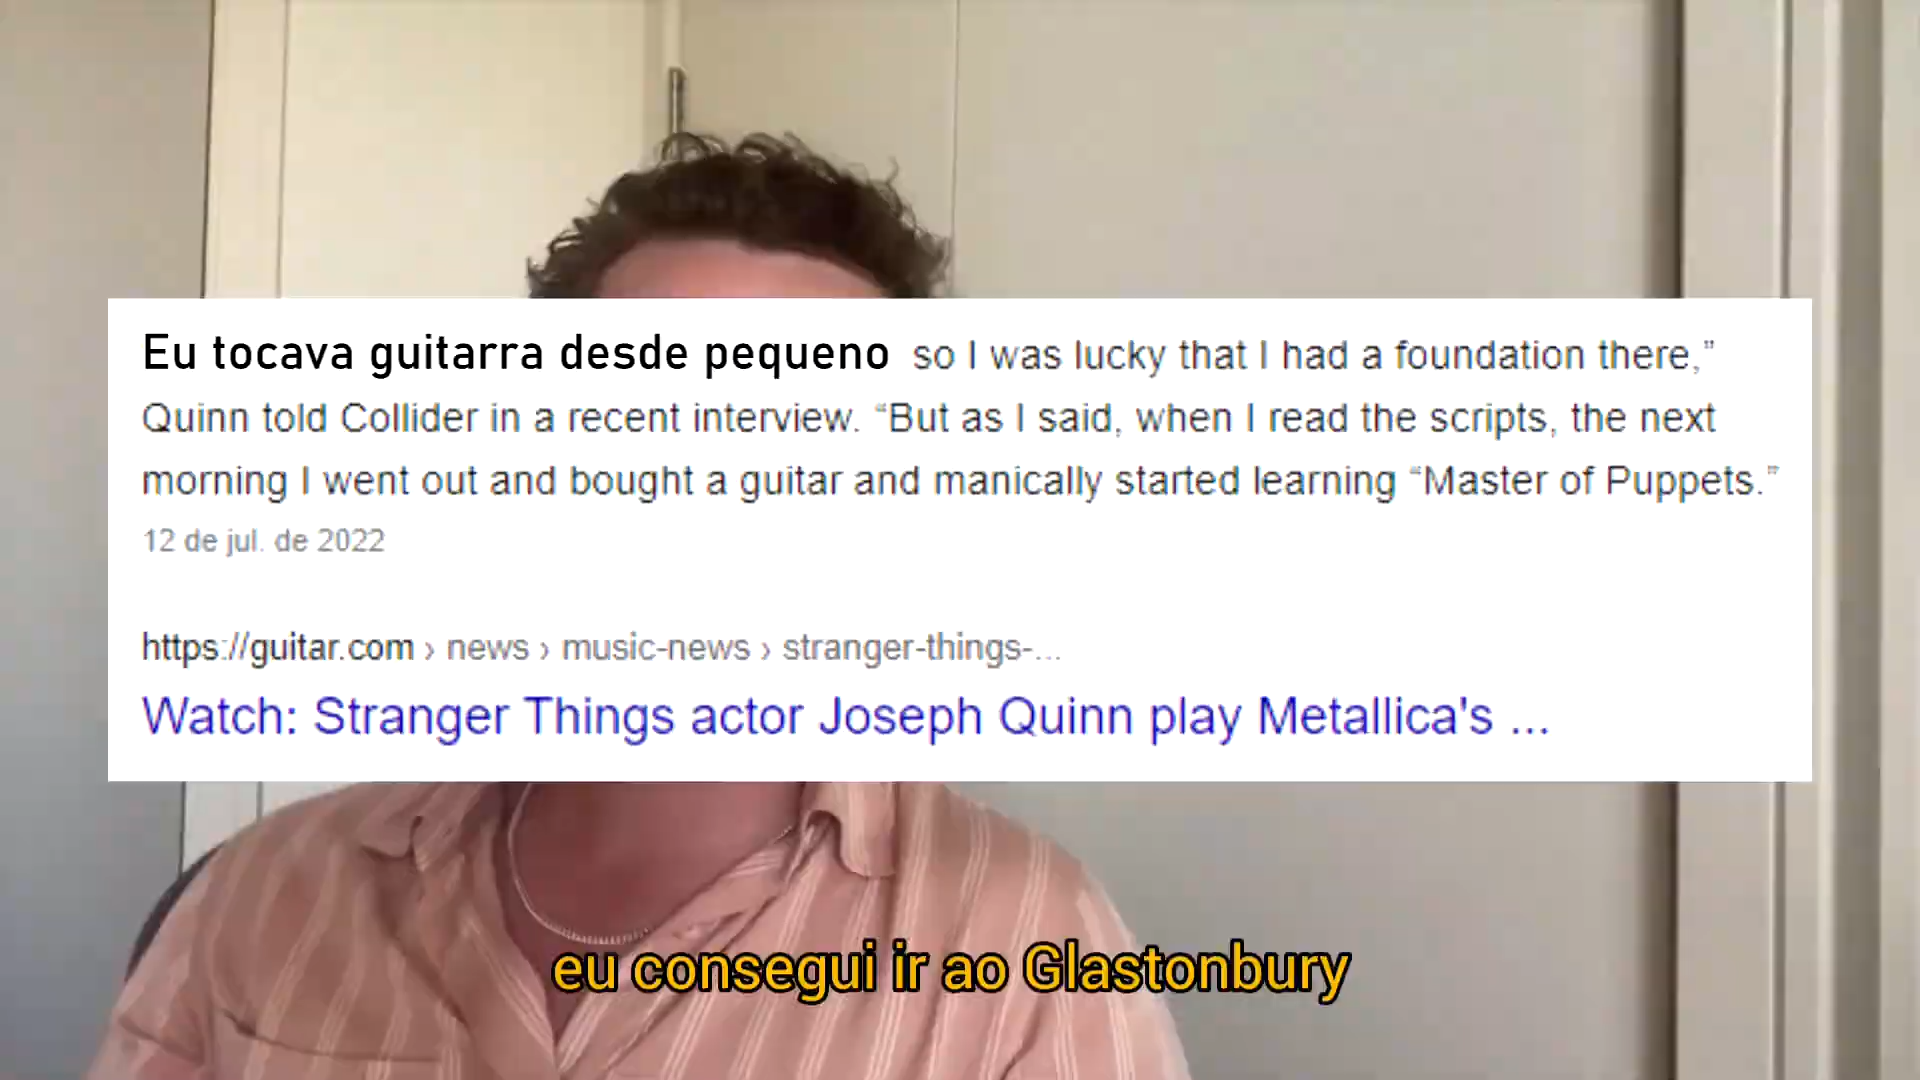 Eu tocava guitarra desde pequeno so I was lucky that I had a foundation there,”
Quinn told Collider in a recent interview. “But as I said, when I read the scripts, the next
morning I went out and bought a guitar and manically started learning “Master of Puppets.”
12 de jul. de 2022
https://guitar.com › news › music-news › stranger-things-...
Watch: Stranger Things actor Joseph Quinn play Metallica's ...
eu consegui ir ao Glastonbury